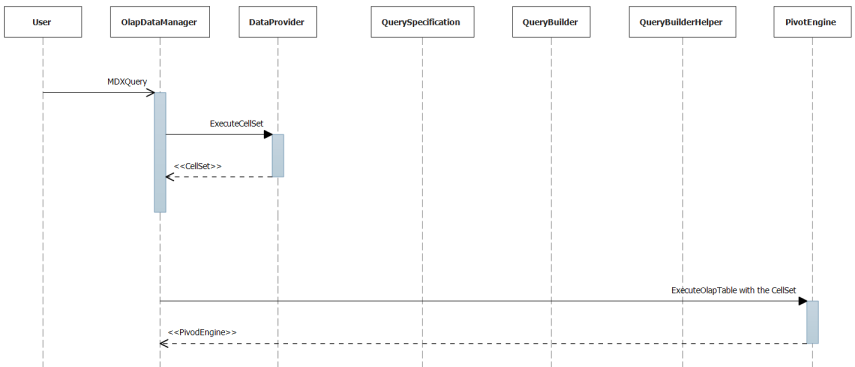 User
OlapDataManager
DataProvider
QuerySpecification
QueryBuilder
QueryBuilderHelper
PivotEngine
MDXQuery
ExecuteCellSet
<<CellSet>>
ExecuteOlapTable with the CellSet
<<PivodEngine>>